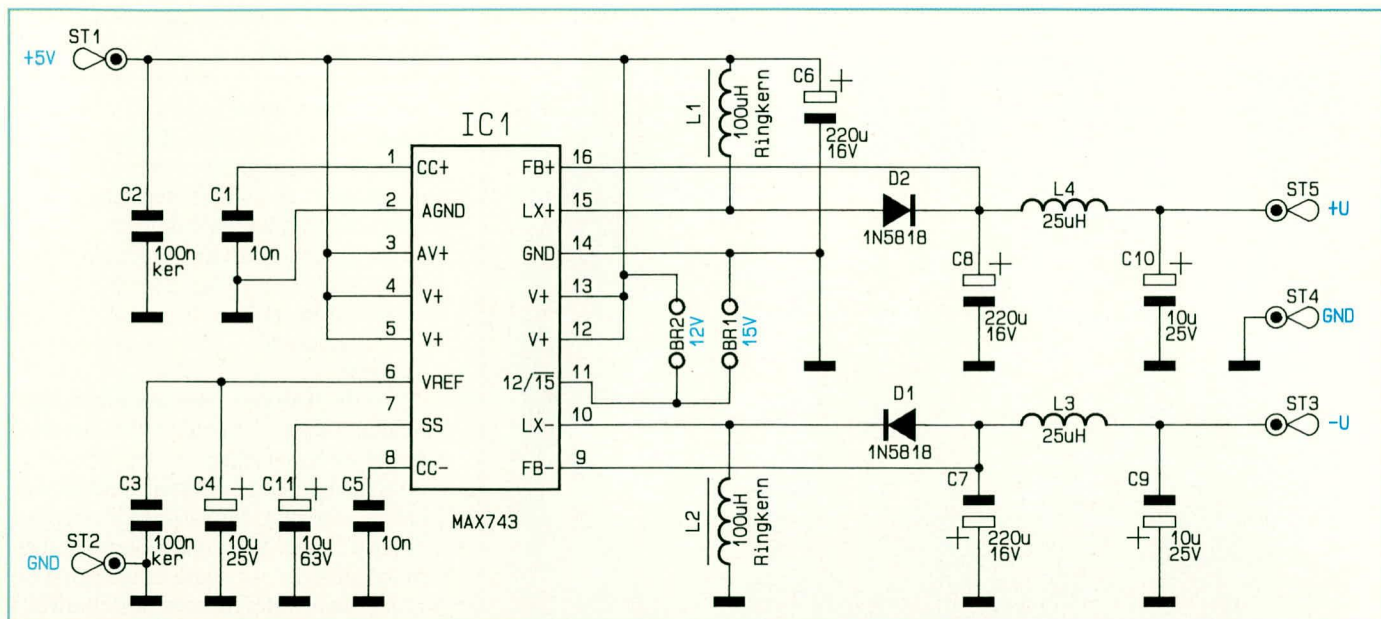 ST1
+5V
C2
100n
ker
C1
10n
IC1
1 CC+
2 AGND
3 AV+
4 V+
5 V+
6 VREF
7 SS
8 CC-
FB+ 16
LX+ 15
GND 14
V+ 13
V+ 12
12/15 11
LX- 10
FB- 9
MAX743
L1
100uH
Ringkern
C6 +
220u
16V
BR2
12V
BR1
15V
D2
1N5818
L4
25uH
C8 +
220u
16V
C10 +
10u
25V
ST5
+U
ST4
GND
D1
1N5818
L3
25uH
ST3
-U
C7
220u
+ 16V
C9
10u
+ 25V
L2
100uH
Ringkern
C3
100n
ker
C4 +
10u
25V
C11 +
10u
63V
C5
10n
ST2
GND